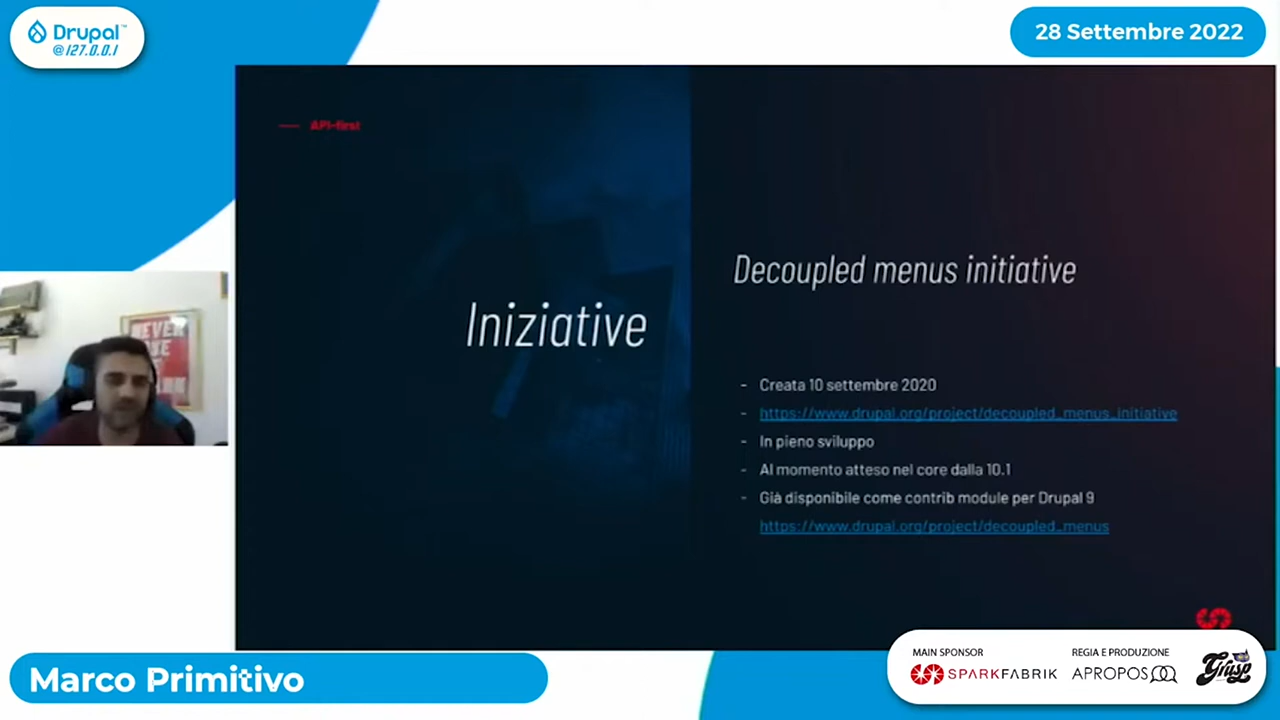 Drupal™
@127.0.0.1
28 Settembre 2022
API-first
Iniziative
Decoupled menus initiative
- Creata 10 settembre 2020
- https://www.drupal.org/project/decoupled_menus_initiative
- In pieno sviluppo
- Al momento atteso nel core dalla 10.1
- Già disponibile come contrib module per Drupal 9
https://www.drupal.org/project/decoupled_menus
Marco Primitivo
MAIN SPONSOR
SPARKFABRIK
REGIA E PRODUZIONE
APROPOS
Grusp